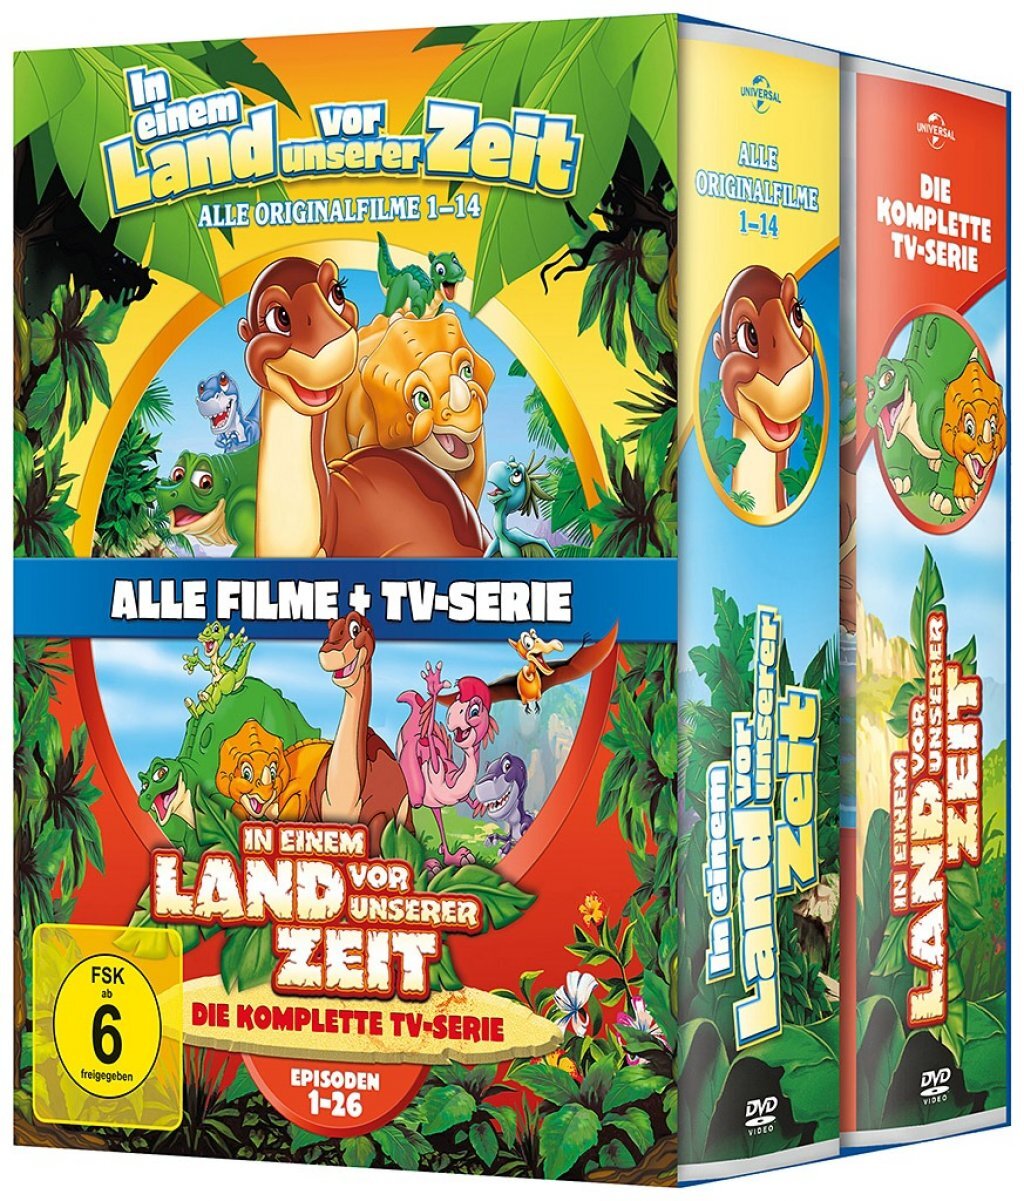 In
einem
Land vor
unserer Zeit
ALLE ORIGINALFILME 1–14
ALLE FILME + TV-SERIE
IN EINEM
LAND VOR
UNSERER
ZEIT
DIE KOMPLETTE TV-SERIE
EPISODEN
1-26
FSK
ab
6
freigegeben
UNIVERSAL
ALLE
ORIGINALFILME
1–14
In einem
Land vor
unserer
Zeit
DVD
VIDEO
UNIVERSAL
DIE
KOMPLETTE
TV-SERIE
IN EINEM
LAND VOR
UNSERER
ZEIT
DVD
VIDEO